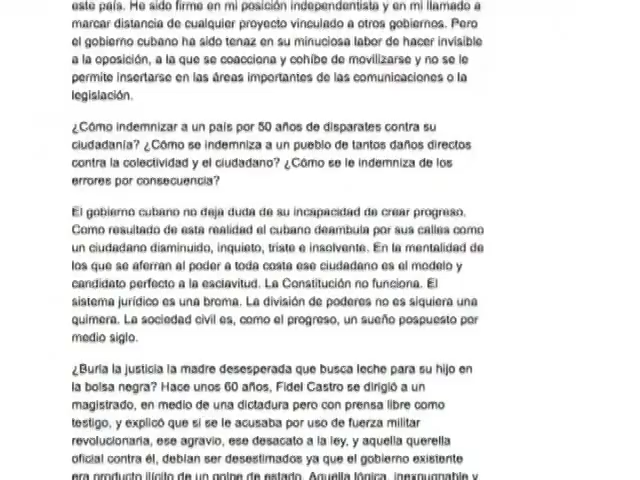 este país. He sido firme en mi posición independentista y en mi llamado a
marcar distancia de cualquier proyecto vinculado a otros gobiernos. Pero
el gobierno cubano ha sido tenaz en su minuciosa labor de hacer invisible
a la oposición, a la que se coacciona y cohíbe de movilizarse y no se le
permite insertarse en las áreas importantes de las comunicaciones o la
legislación.
¿Cómo indemnizar a un país por 50 años de disparates contra su
ciudadanía? ¿Cómo se indemniza a un pueblo de tantos daños directos
contra la colectividad y el ciudadano? ¿Cómo se le indemniza de los
errores por consecuencia?
El gobierno cubano no deja duda de su incapacidad de crear progreso.
Como resultado de esta realidad el cubano deambula por sus calles como
un ciudadano disminuido, inquieto, triste e insolvente. En la mentalidad de
los que se aferran al poder a toda costa ese ciudadano es el modelo y
candidato perfecto a la esclavitud. La Constitución no funciona. El
sistema jurídico es una broma. La división de poderes no es siquiera una
quimera. La sociedad civil es, como el progreso, un sueño pospuesto por
medio siglo.
¿Burla la justicia la madre desesperada que busca leche para su hijo en
la bolsa negra? Hace unos 60 años, Fidel Castro se dirigió a un
magistrado, en medio de una dictadura pero con prensa libre como
testigo, y explicó que si se le acusaba por uso de fuerza militar
revolucionaria, ese agravio, ese desacato a la ley, y aquella querella
oficial contra él, debían ser desestimados ya que el gobierno existente
era producto ilícito de un golpe de estado. Aquella lógica, inexpugnable y